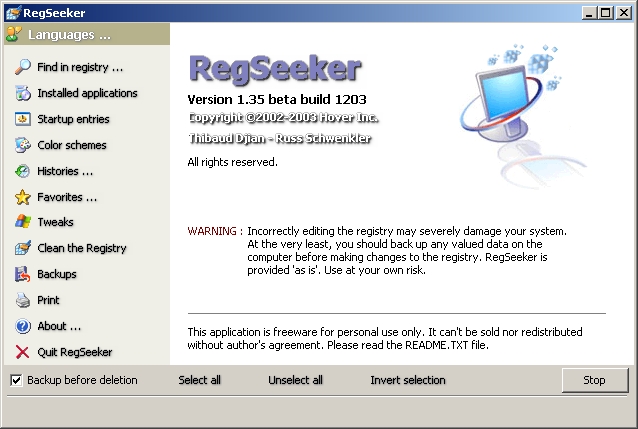 RegSeeker
Languages ...
Find in registry ...
Installed applications
Startup entries
Color schemes
Histories ...
Favorites ...
Tweaks
Clean the Registry
Backups
Print
About ...
Quit RegSeeker
RegSeeker
Version 1.35 beta build 1203
Copyright ©2002-2003 Hover Inc.
Thibaud Djian - Russ Schwenkler
All rights reserved.
WARNING : Incorrectly editing the registry may severely damage your system.
At the very least, you should back up any valued data on the
computer before making changes to the registry. RegSeeker is
provided 'as is'. Use at your own risk.
This application is freeware for personal use only. It can't be sold nor redistributed
without author's agreement. Please read the README.TXT file.
Backup before deletion Select all Unselect all Invert selection Stop